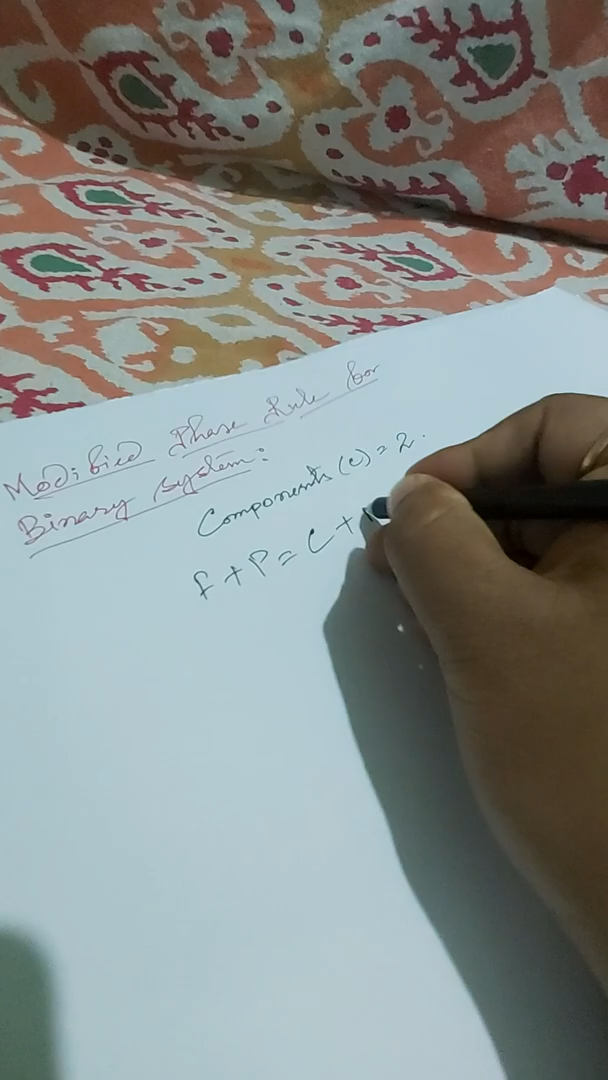 Modified Phase Rule for
Binary System:
Components (C) = 2.
F + P = C +